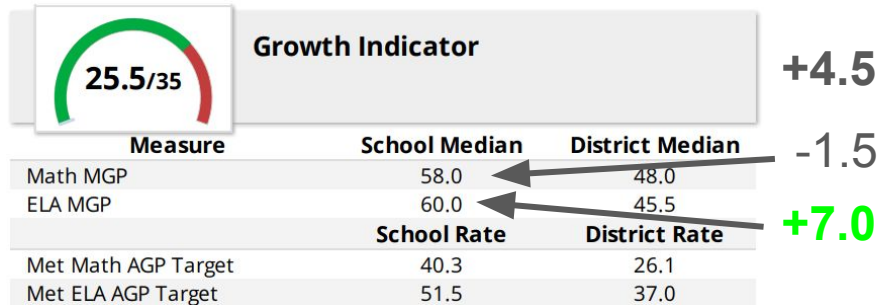 Growth Indicator
25.5/35
+4.5
Measure School Median District Median
-1.5
Math MGP 58.0 48.0
ELA MGP 60.0 45.5
+7.0
School Rate District Rate
Met Math AGP Target 40.3 26.1
Met ELA AGP Target 51.5 37.0